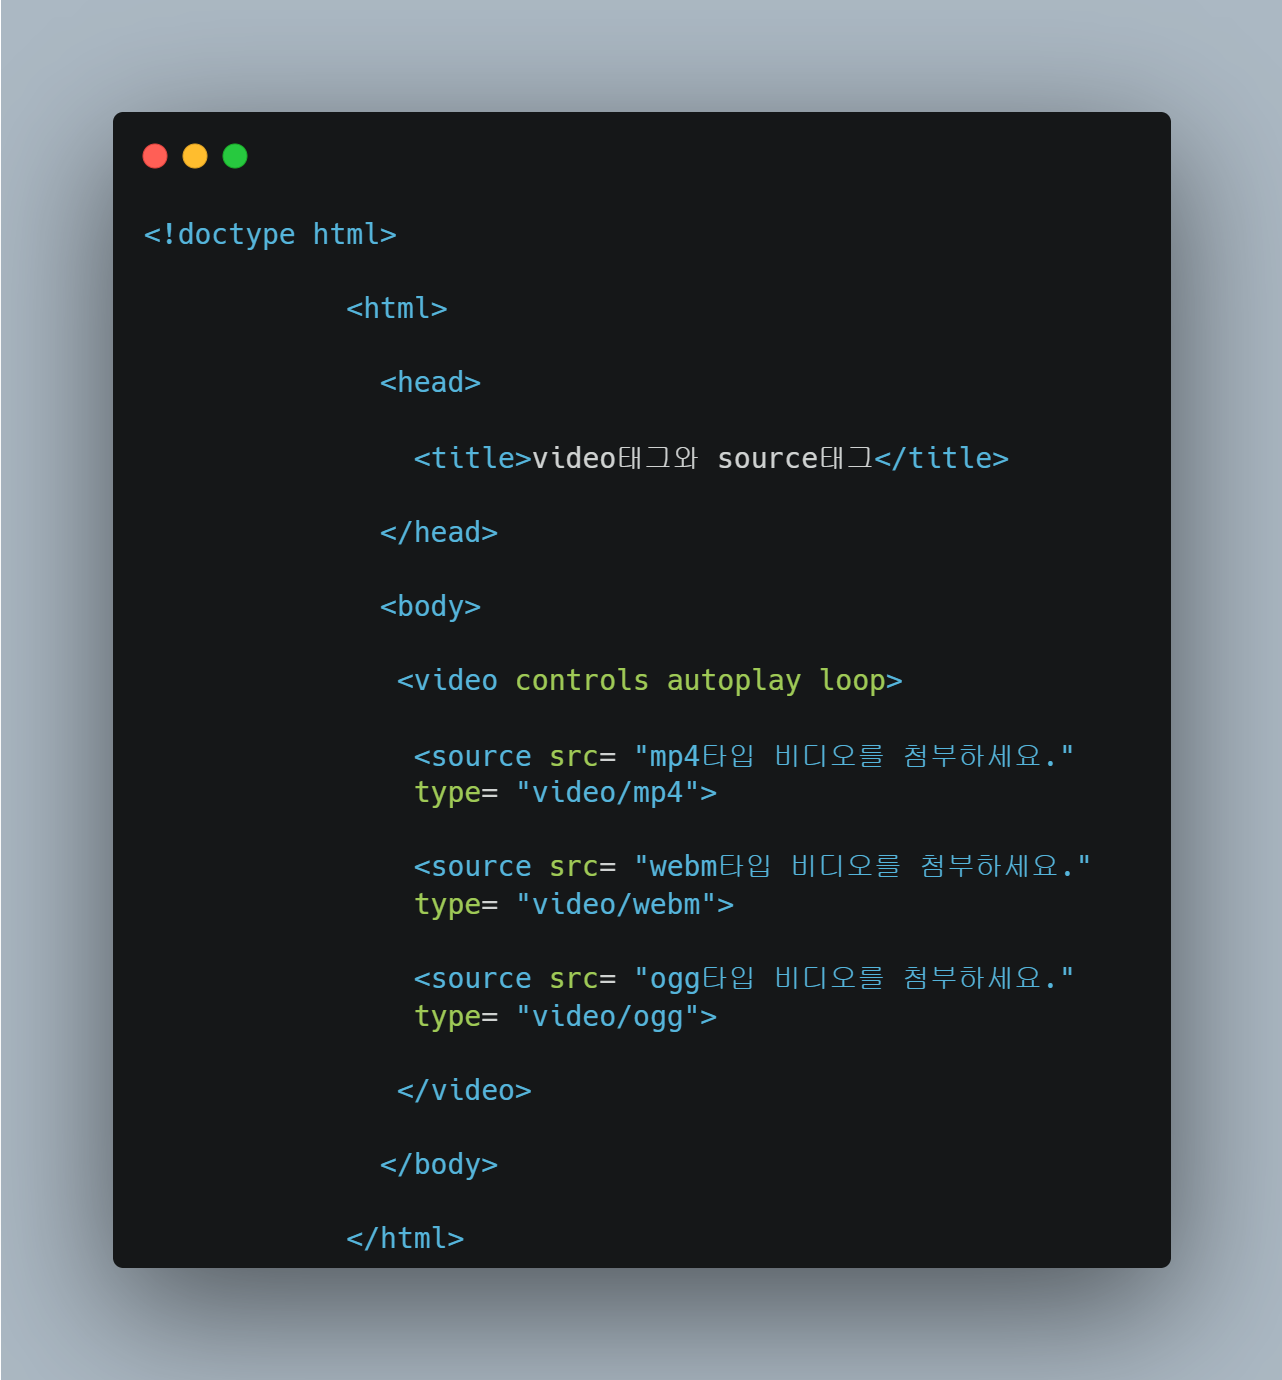 <!doctype html>
<html>
<head>
<title>video태그와 source태그</title>
</head>
<body>
<video controls autoplay loop>
<source src= "mp4타입 비디오를 첨부하세요."
type= "video/mp4">
<source src= "webm타입 비디오를 첨부하세요."
type= "video/webm">
<source src= "ogg타입 비디오를 첨부하세요."
type= "video/ogg">
</video>
</body>
</html>